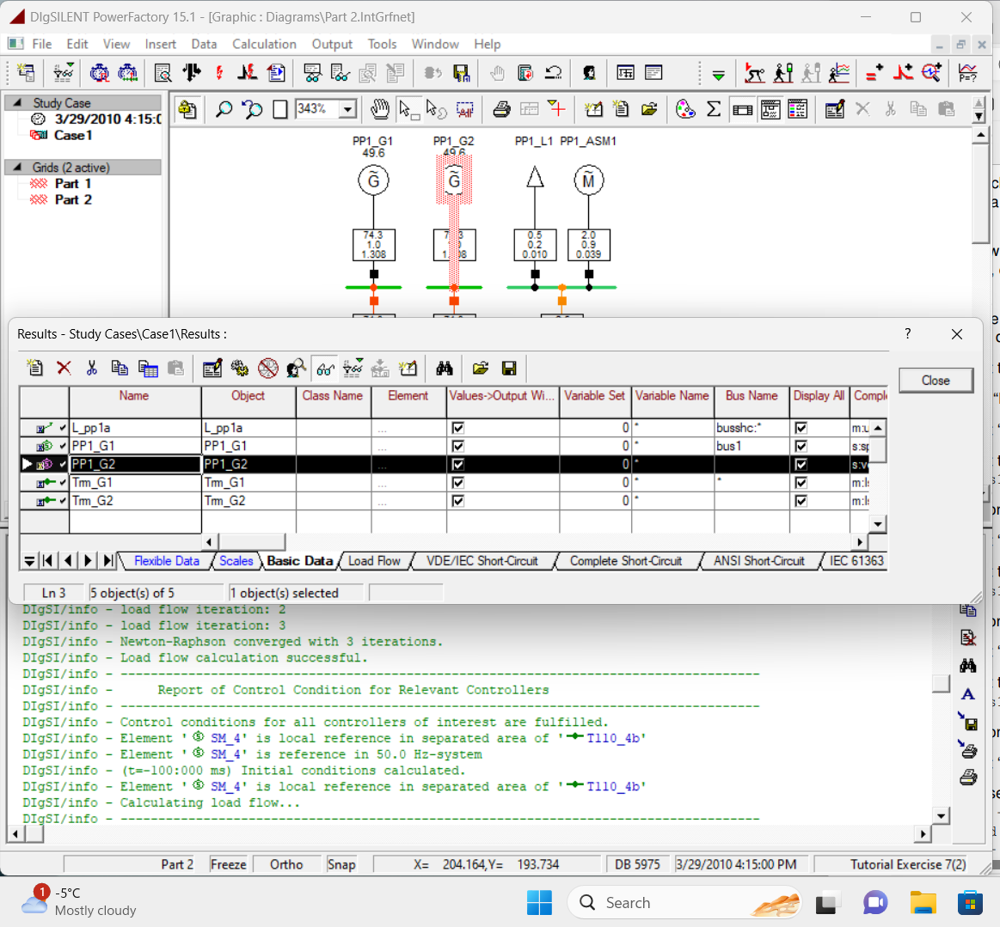 DIgSILENT PowerFactory 15.1 - [Graphic : Diagrams\Part 2.IntGrfnet]
File Edit View Insert Data Calculation Output Tools Window Help
343%
Study Case
3/29/2010 4:15:0
Case1
Grids (2 active)
Part 1
Part 2
PP1_G1 PP1_G2 PP1_L1 PP1_ASM1
49.6 49.6
G G M
74.3
1.0
1.308
0.5
0.2
0.010
2.0
0.9
0.039
Results - Study Cases\Case1\Results :
?
Close
Name Object Class Name Element Values->Output Wi... Variable Set Variable Name Bus Name Display All Comple
L_pp1a L_pp1a ... 0 * busshc:* m:u
PP1_G1 PP1_G1 ... 0 * bus1 s:sp
PP1_G2 PP1_G2 ... 0 * s:ve
Trm_G1 Trm_G1 ... 0 * * m:ls
Trm_G2 Trm_G2 ... 0 * m:ls
Flexible Data Scales Basic Data Load Flow VDE/IEC Short-Circuit Complete Short-Circuit ANSI Short-Circuit IEC 61363
Ln 3 5 object(s) of 5 1 object(s) selected
DIgSI/info - load flow iteration: 2
DIgSI/info - load flow iteration: 3
DIgSI/info - Newton-Raphson converged with 3 iterations.
DIgSI/info - Load flow calculation successful.
DIgSI/info - --------------------------------------------------------------------------------
DIgSI/info - Report of Control Condition for Relevant Controllers
DIgSI/info - --------------------------------------------------------------------------------
DIgSI/info - Control conditions for all controllers of interest are fulfilled.
DIgSI/info - Element ' SM_4' is local reference in separated area of ' T110_4b'
DIgSI/info - Element ' SM_4' is reference in 50.0 Hz-system
DIgSI/info - (t=-100:000 ms) Initial conditions calculated.
DIgSI/info - Element ' SM_4' is local reference in separated area of ' T110_4b'
DIgSI/info - Calculating load flow...
DIgSI/info - --------------------------------------------------------------------------------
Part 2 Freeze Ortho Snap X= 204.164,Y= 193.734 DB 5975 3/29/2010 4:15:00 PM Tutorial Exercise 7(2)
1
-5°C
Mostly cloudy
Search